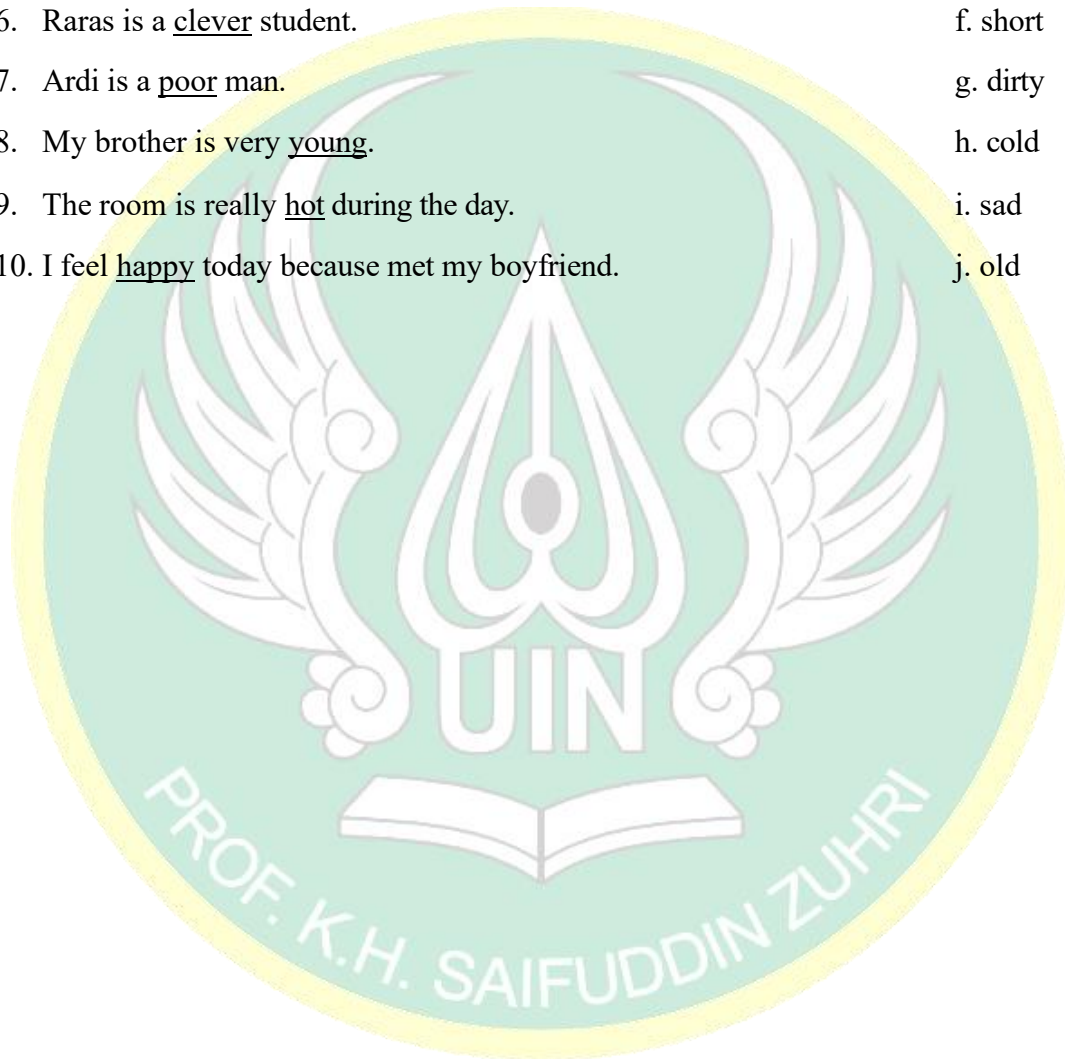 6. Raras is a clever student. f. short
7. Ardi is a poor man. g. dirty
8. My brother is very young. h. cold
9. The room is really hot during the day. i. sad
10. I feel happy today because met my boyfriend. j. old
UIN
PROF. K.H. SAIFUDDIN ZUHRI